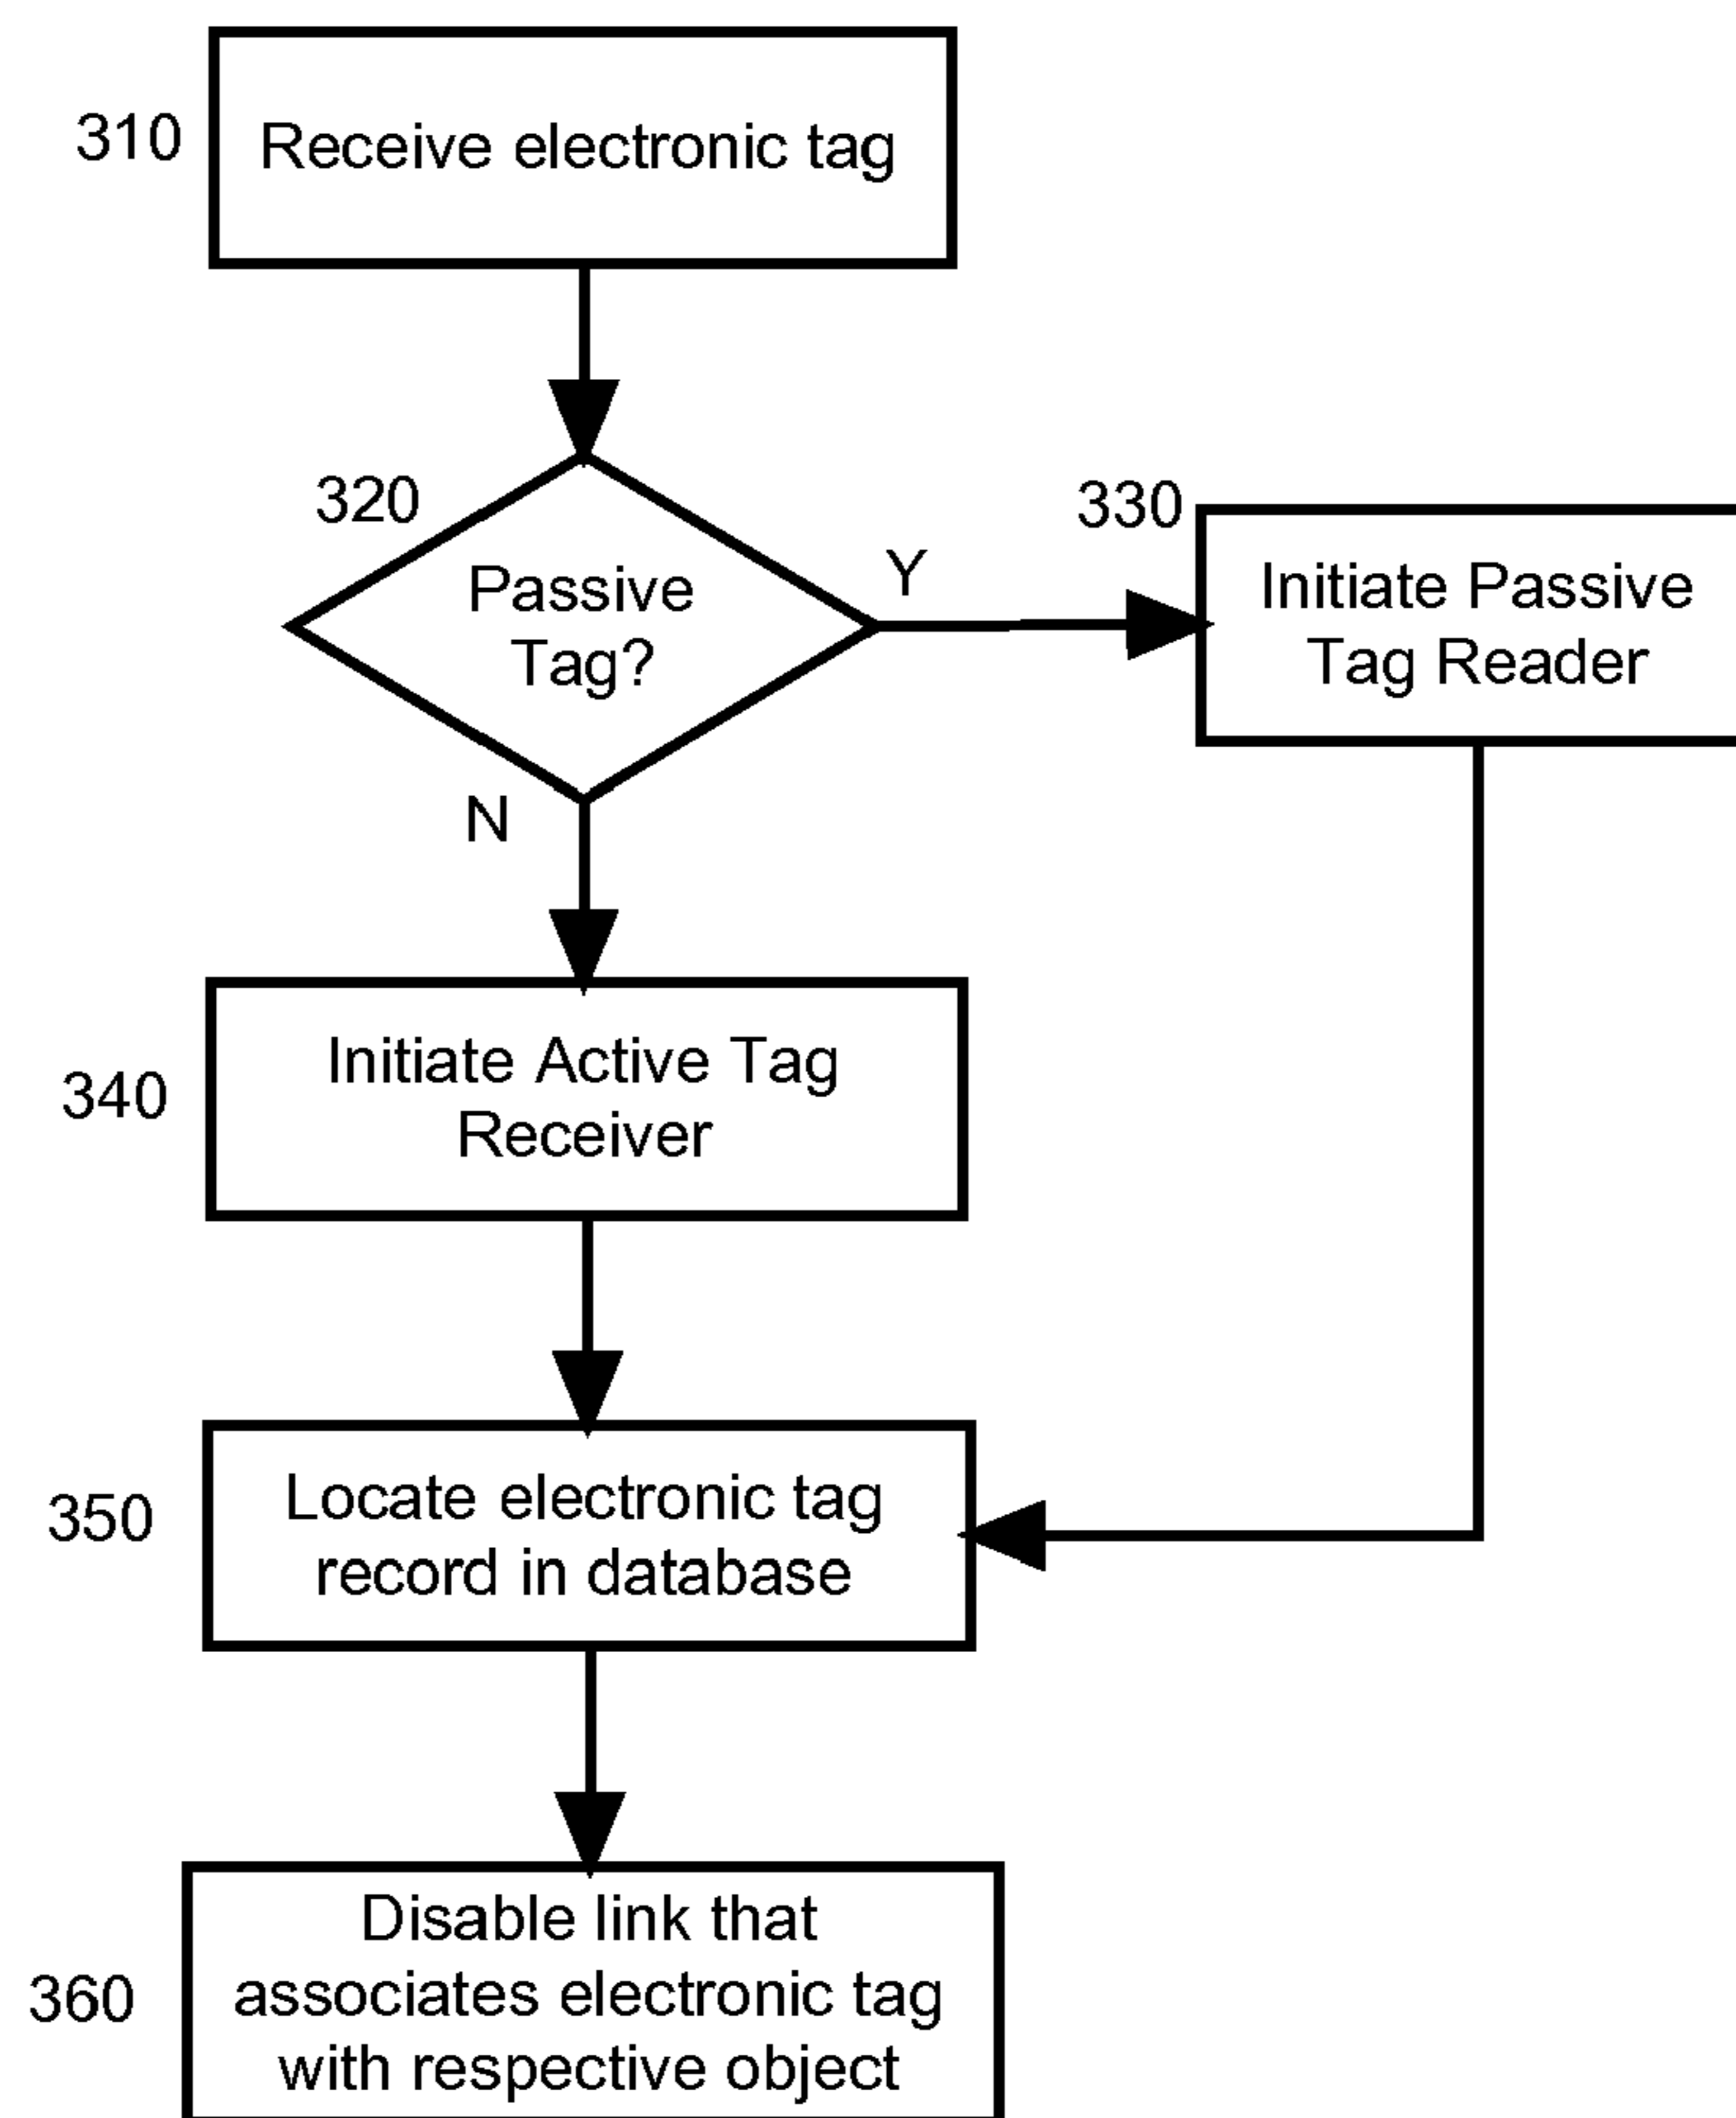 310
Receive electronic tag
320
Passive
Tag?
Y
N
330
Initiate Passive
Tag Reader
340
Initiate Active Tag
Receiver
350
Locate electronic tag
record in database
360
Disable link that
associates electronic tag
with respective object